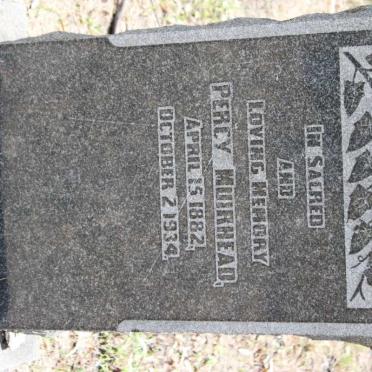 IN SACRED
AND
LOVING MEMORY
PERCY MUIRHEAD,
APRIL 15 1882,
OCTOBER 2 1934.